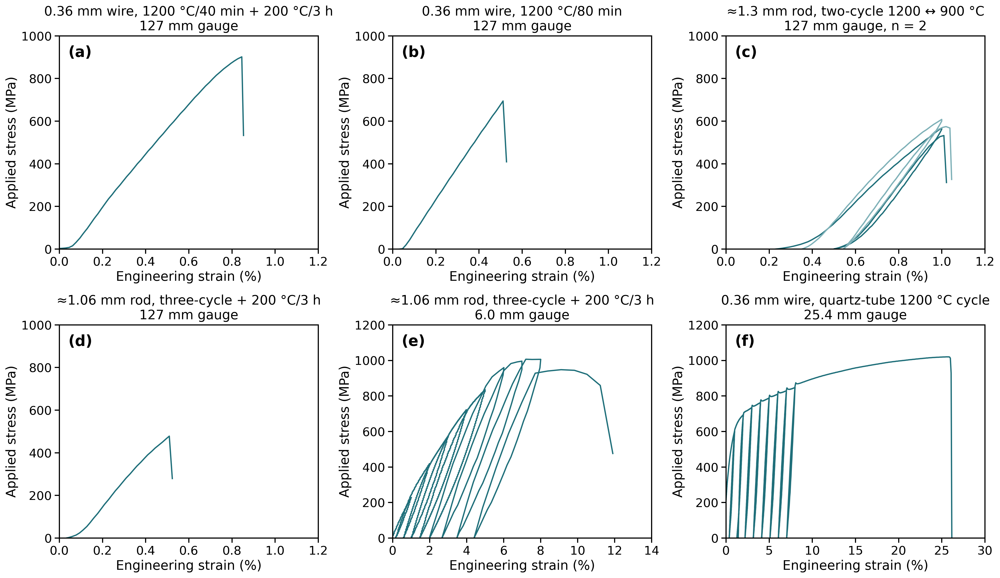 0.36 mm wire, 1200 °C/40 min + 200 °C/3 h
127 mm gauge
(a)
Applied stress (MPa)
1000
800
600
400
200
0
0.0 0.2 0.4 0.6 0.8 1.0 1.2
Engineering strain (%)
0.36 mm wire, 1200 °C/80 min
127 mm gauge
(b)
Applied stress (MPa)
1000
800
600
400
200
0
0.0 0.2 0.4 0.6 0.8 1.0 1.2
Engineering strain (%)
≈1.3 mm rod, two-cycle 1200 ↔ 900 °C
127 mm gauge, n = 2
(c)
Applied stress (MPa)
1000
800
600
400
200
0
0.0 0.2 0.4 0.6 0.8 1.0 1.2
Engineering strain (%)
≈1.06 mm rod, three-cycle + 200 °C/3 h
127 mm gauge
(d)
Applied stress (MPa)
1000
800
600
400
200
0
0.0 0.2 0.4 0.6 0.8 1.0 1.2
Engineering strain (%)
≈1.06 mm rod, three-cycle + 200 °C/3 h
6.0 mm gauge
(e)
Applied stress (MPa)
1200
1000
800
600
400
200
0
0 2 4 6 8 10 12 14
Engineering strain (%)
0.36 mm wire, quartz-tube 1200 °C cycle
25.4 mm gauge
(f)
Applied stress (MPa)
1200
1000
800
600
400
200
0
0 5 10 15 20 25 30
Engineering strain (%)